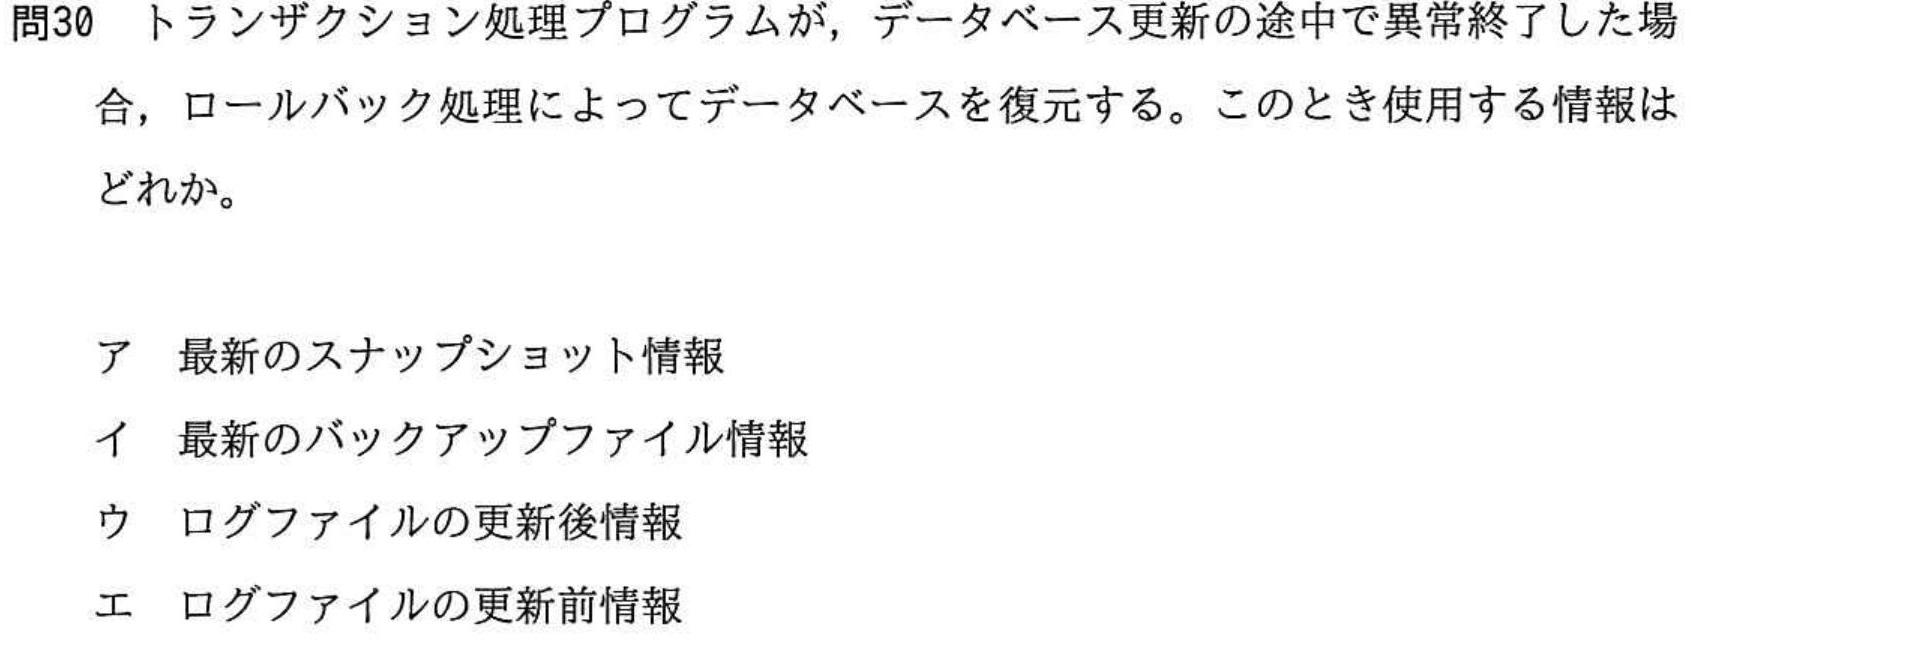 問30　トランザクション処理プログラムが，データベース更新の途中で異常終了した場
合，ロールバック処理によってデータベースを復元する。このとき使用する情報は
どれか。
ア　最新のスナップショット情報
イ　最新のバックアップファイル情報
ウ　ログファイルの更新後情報
エ　ログファイルの更新前情報